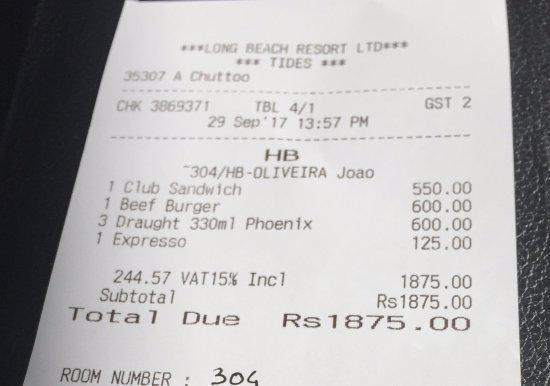 ***LONG BEACH RESORT LTD***
*** TIDES ***
35307 A Chuttoo
CHK 3869371 TBL 4/1 GST 2
29 Sep'17 13:57 PM
HB
~304/HB-OLIVEIRA Joao
1 Club Sandwich 550.00
1 Beef Burger 600.00
3 Draught 330ml Phoenix 600.00
1 Expresso 125.00
244.57 VAT15% Incl 1875.00
Subtotal Rs1875.00
Total Due Rs1875.00
ROOM NUMBER : 304